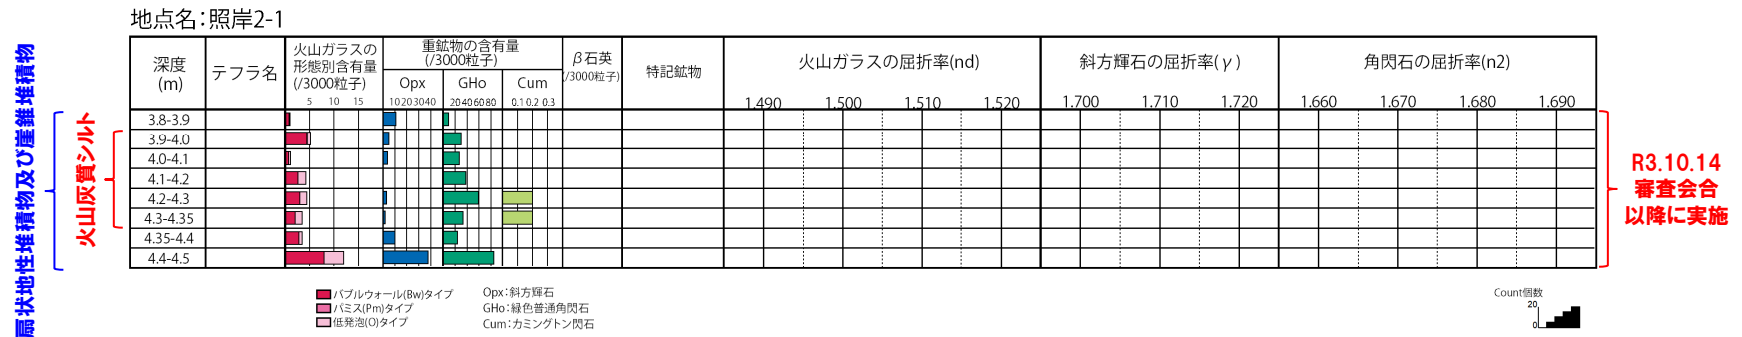 地点名：照岸2-1
扇状地性堆積物及び崖錐堆積物
火山灰質シルト
深度
(m)
テフラ名
火山ガラスの
形態別含有量
(/3000粒子)
5 10 15
重鉱物の含有量
(/3000粒子)
Opx GHo Cum
10 20 30 40 20 40 60 80 0.1 0.2 0.3
β石英
(/3000粒子)
特記鉱物
火山ガラスの屈折率(nd)
1.490 1.500 1.510 1.520
斜方輝石の屈折率(γ)
1.700 1.710 1.720
角閃石の屈折率(n2)
1.660 1.670 1.680 1.690
3.8-3.9
3.9-4.0
4.0-4.1
4.1-4.2
4.2-4.3
4.3-4.35
4.35-4.4
4.4-4.5
R3.10.14
審査会合
以降に実施
バブルウォール(Bw)タイプ
パミス(Pm)タイプ
低発泡(O)タイプ
Opx：斜方輝石
GHo：緑色普通角閃石
Cum：カミングトン閃石
Count個数
20
0